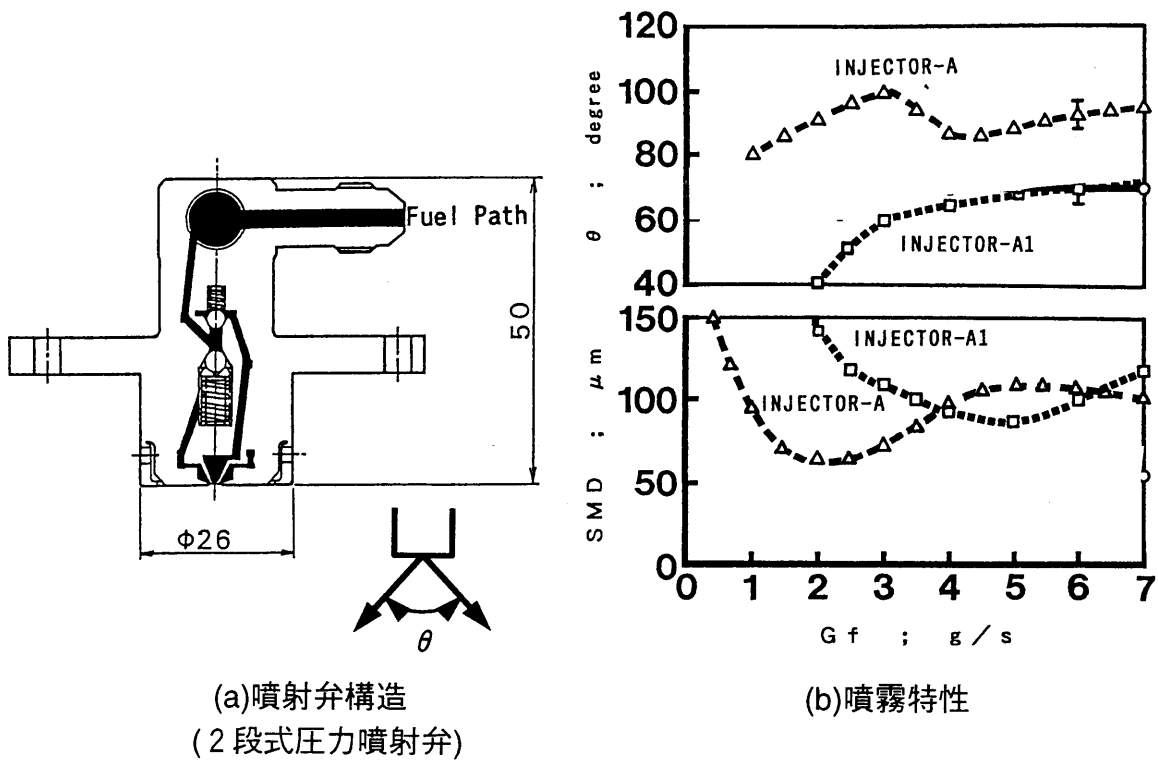 Fuel Path
50
Φ26
θ
(a)噴射弁構造
(2段式圧力噴射弁)
120
100
80
60
40
θ ; degree
INJECTOR-A
INJECTOR-A1
150
100
50
0
SMD ; μm
INJECTOR-A1
INJECTOR-A
0 1 2 3 4 5 6 7
Gf ; g/s
(b)噴霧特性